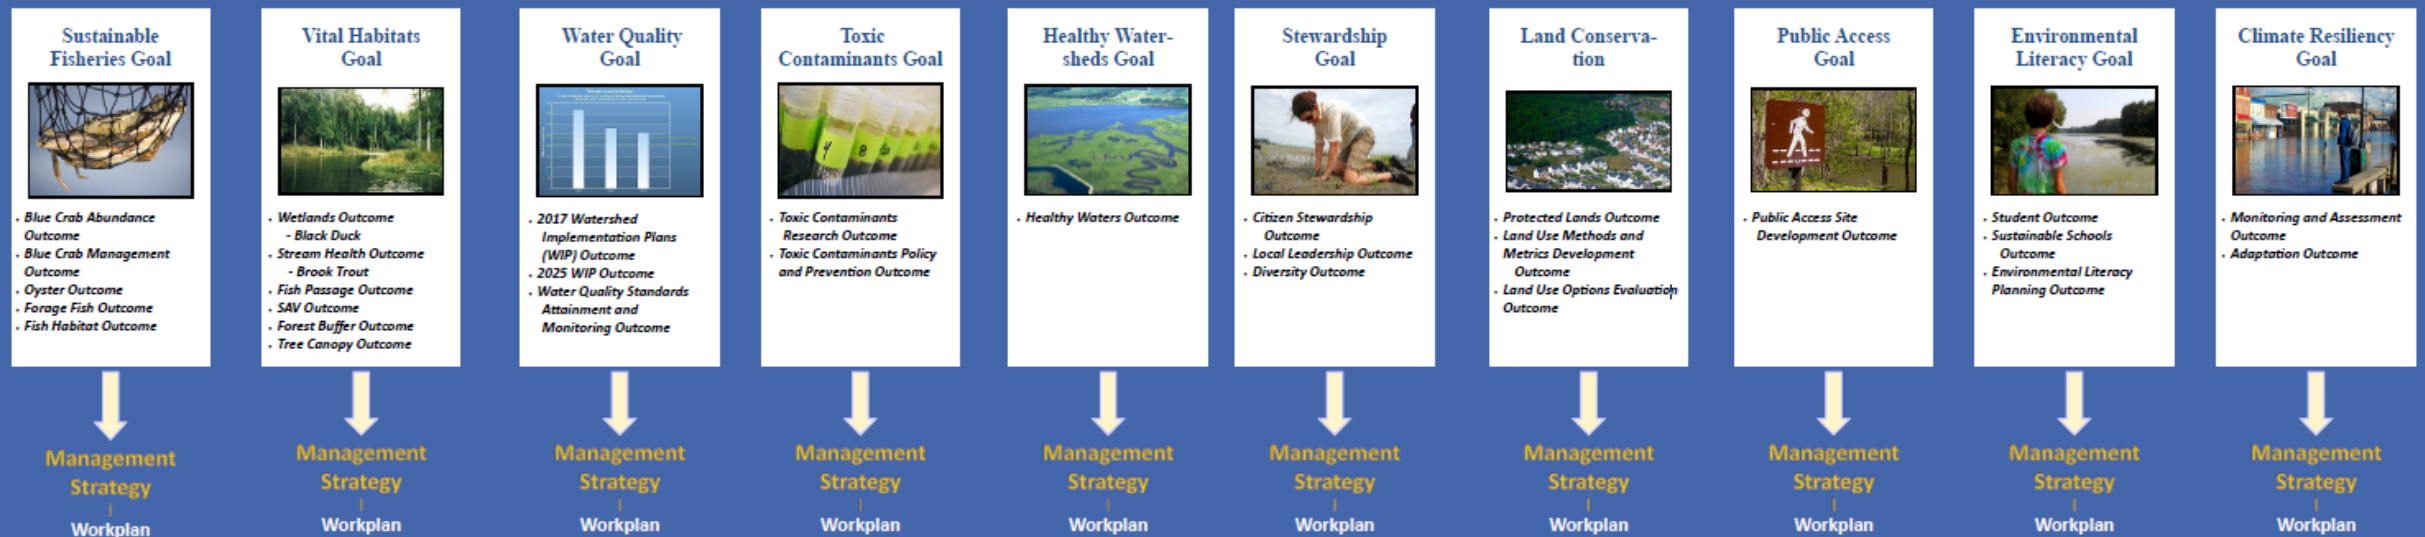 Sustainable
Fisheries Goal
• Blue Crab Abundance
Outcome
• Blue Crab Management
Outcome
• Oyster Outcome
• Forage Fish Outcome
• Fish Habitat Outcome
Management
Strategy
Workplan
Vital Habitats
Goal
• Wetlands Outcome
- Black Duck
• Stream Health Outcome
- Brook Trout
• Fish Passage Outcome
• SAV Outcome
• Forest Buffer Outcome
• Tree Canopy Outcome
Management
Strategy
Workplan
Water Quality
Goal
• 2017 Watershed
Implementation Plans
(WIP) Outcome
• 2025 WIP Outcome
• Water Quality Standards
Attainment and
Monitoring Outcome
Management
Strategy
Workplan
Toxic
Contaminants Goal
4 8 6
• Toxic Contaminants
Research Outcome
• Toxic Contaminants Policy
and Prevention Outcome
Management
Strategy
Workplan
Healthy Water-
sheds Goal
• Healthy Waters Outcome
Management
Strategy
Workplan
Stewardship
Goal
• Citizen Stewardship
Outcome
• Local Leadership Outcome
• Diversity Outcome
Management
Strategy
Workplan
Land Conserva-
tion
• Protected Lands Outcome
• Land Use Methods and
Metrics Development
Outcome
• Land Use Options Evaluation
Outcome
Management
Strategy
Workplan
Public Access
Goal
• Public Access Site
Development Outcome
Management
Strategy
Workplan
Environmental
Literacy Goal
• Student Outcome
• Sustainable Schools
Outcome
• Environmental Literacy
Planning Outcome
Management
Strategy
Workplan
Climate Resiliency
Goal
• Monitoring and Assessment
Outcome
• Adaptation Outcome
Management
Strategy
Workplan